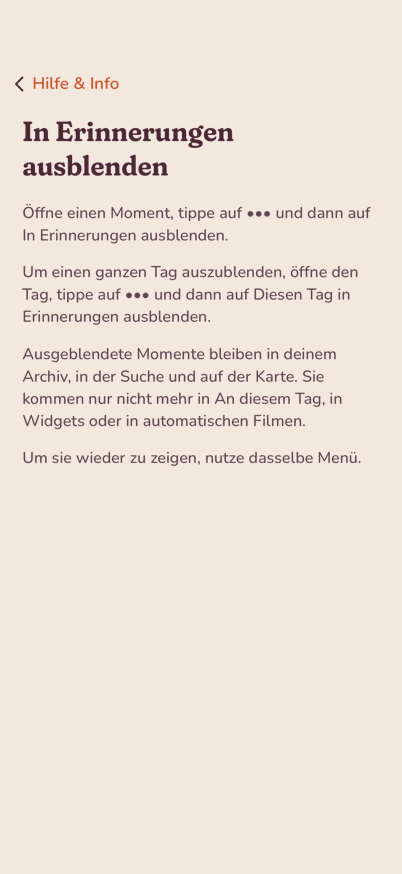 Hilfe & Info
In Erinnerungen
ausblenden
Öffne einen Moment, tippe auf ••• und dann auf
In Erinnerungen ausblenden.
Um einen ganzen Tag auszublenden, öffne den
Tag, tippe auf ••• und dann auf Diesen Tag in
Erinnerungen ausblenden.
Ausgeblendete Momente bleiben in deinem
Archiv, in der Suche und auf der Karte. Sie
kommen nur nicht mehr in An diesem Tag, in
Widgets oder in automatischen Filmen.
Um sie wieder zu zeigen, nutze dasselbe Menü.